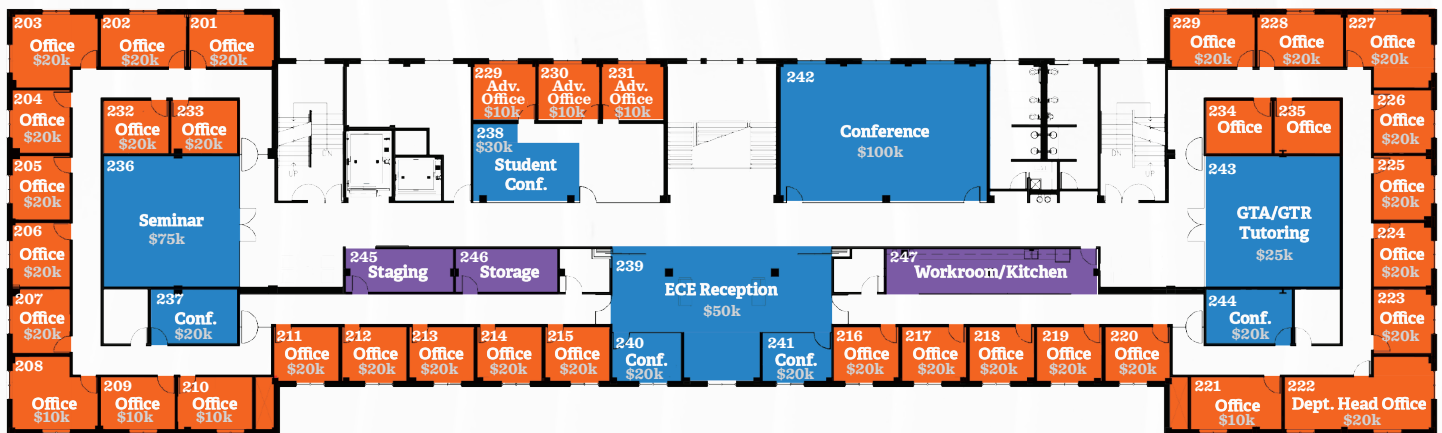 203
Office
$20k
202
Office
$20k
201
Office
$20k
204
Office
$20k
205
Office
$20k
206
Office
$20k
207
Office
$20k
208
Office
$10k
209
Office
$10k
210
Office
$10k
232
Office
$20k
233
Office
$20k
236
Seminar
$75k
237
Conf.
$20k
229
Adv.
Office
$10k
230
Adv.
Office
$10k
231
Adv.
Office
$10k
238
$30k
Student
Conf.
242
Conference
$100k
245
Staging
246
Storage
239
ECE Reception
$50k
247
Workroom/Kitchen
211
Office
$20k
212
Office
$20k
213
Office
$20k
214
Office
$20k
215
Office
$20k
240
Conf.
$20k
241
Conf.
$20k
216
Office
$20k
217
Office
$20k
218
Office
$20k
219
Office
$20k
220
Office
$20k
229
Office
$20k
228
Office
$20k
227
Office
$20k
234
Office
235
Office
226
Office
$20k
243
GTA/GTR
Tutoring
$25k
225
Office
$20k
224
Office
$20k
223
Office
$20k
244
Conf.
$20k
221
Office
$10k
222
Dept. Head Office
$20k